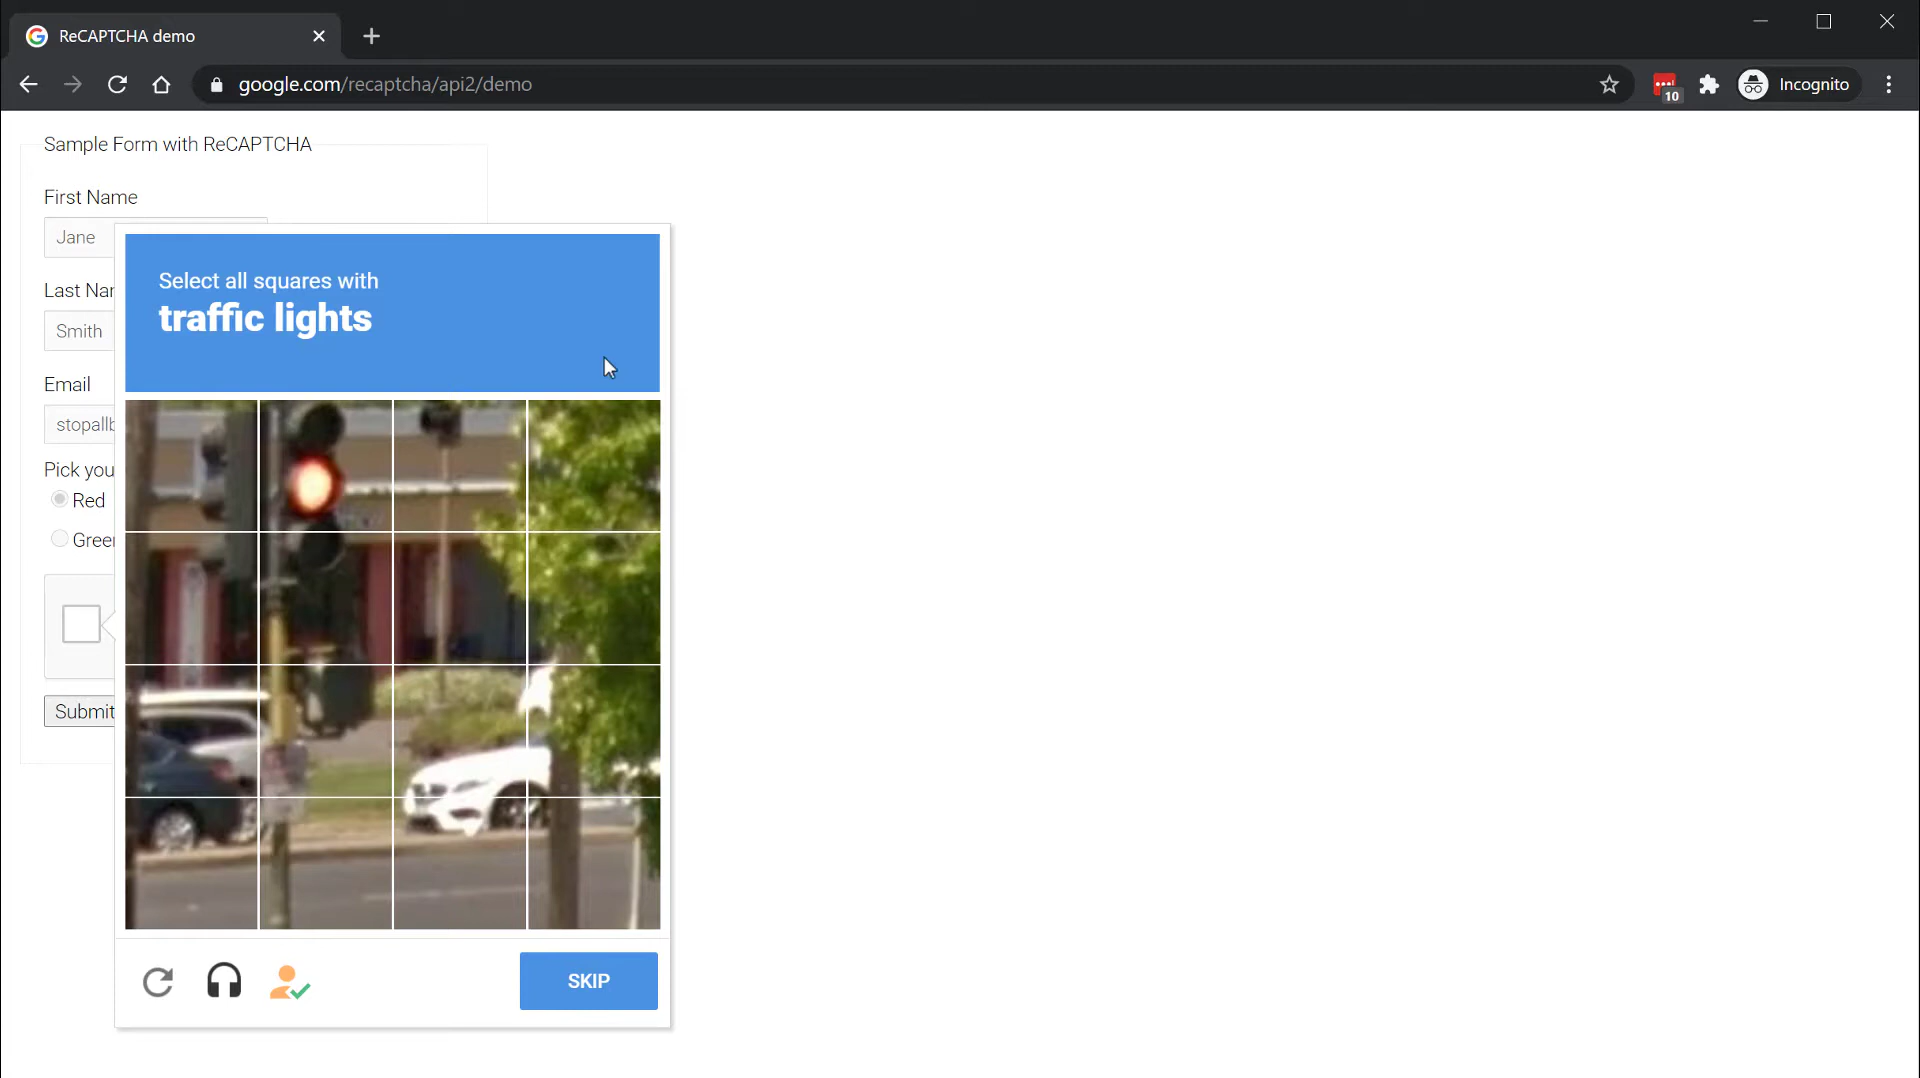 ReCAPTCHA demo
google.com/recaptcha/api2/demo
10
Incognito
Sample Form with ReCAPTCHA
First Name
Jane
Select all squares with
traffic lights
Last Nar
Smith
Email
stopallb
Pick you
Red
Greer
Submit
SKIP